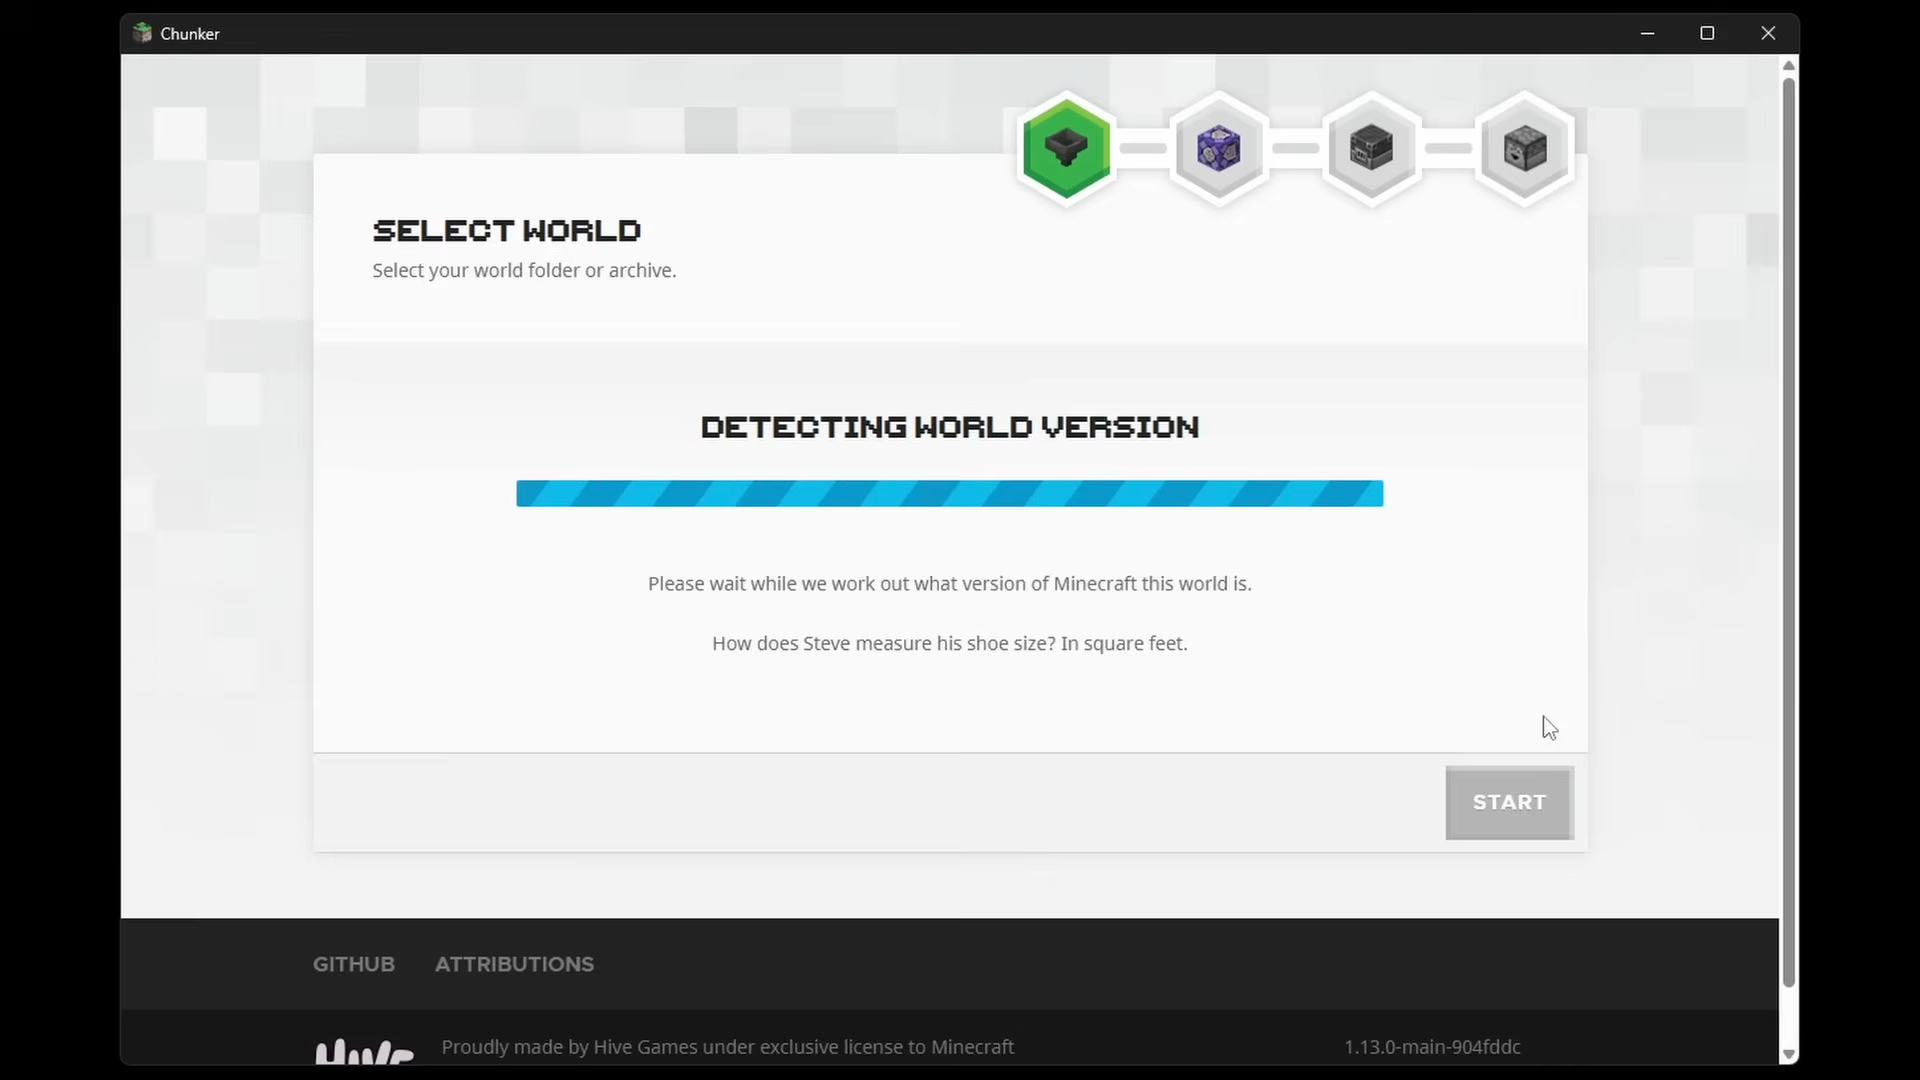 Chunker
SELECT WORLD
Select your world folder or archive.
DETECTING WORLD VERSION
Please wait while we work out what version of Minecraft this world is.
How does Steve measure his shoe size? In square feet.
START
GITHUB ATTRIBUTIONS
Proudly made by Hive Games under exclusive license to Minecraft 1.13.0-main-904fddc